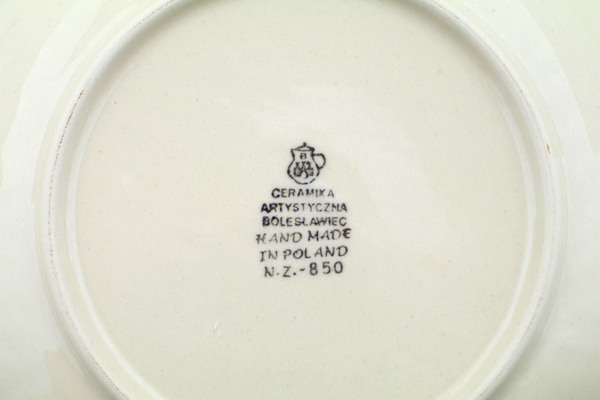 B
CERAMIKA
ARTYSTYCZNA
BOLESŁAWIEC
HAND MADE
IN POLAND
N.Z.-850